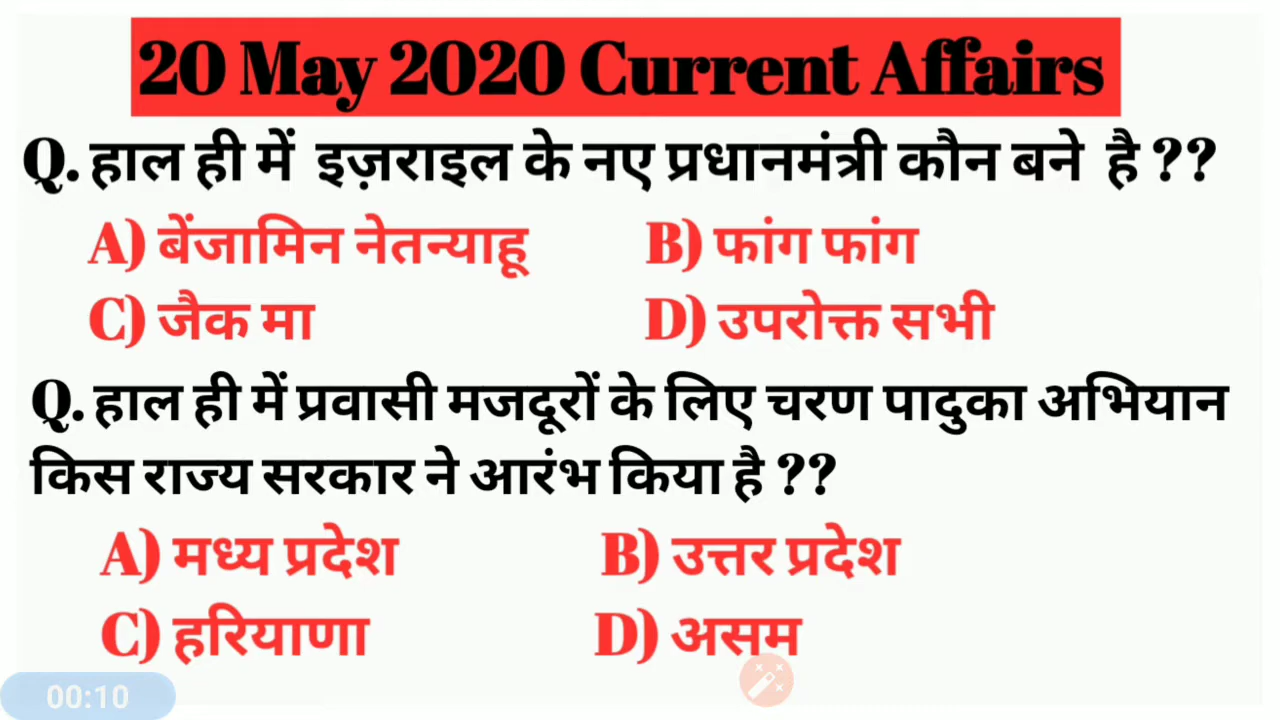 20 May 2020 Current Affairs
Q. हाल ही में इज़राइल के नए प्रधानमंत्री कौन बने है ??
A) बेंजामिन नेतन्याहू B) फांग फांग
C) जैक मा D) उपरोक्त सभी
Q. हाल ही में प्रवासी मजदूरों के लिए चरण पादुका अभियान
किस राज्य सरकार ने आरंभ किया है ??
A) मध्य प्रदेश B) उत्तर प्रदेश
C) हरियाणा D) असम
00:10